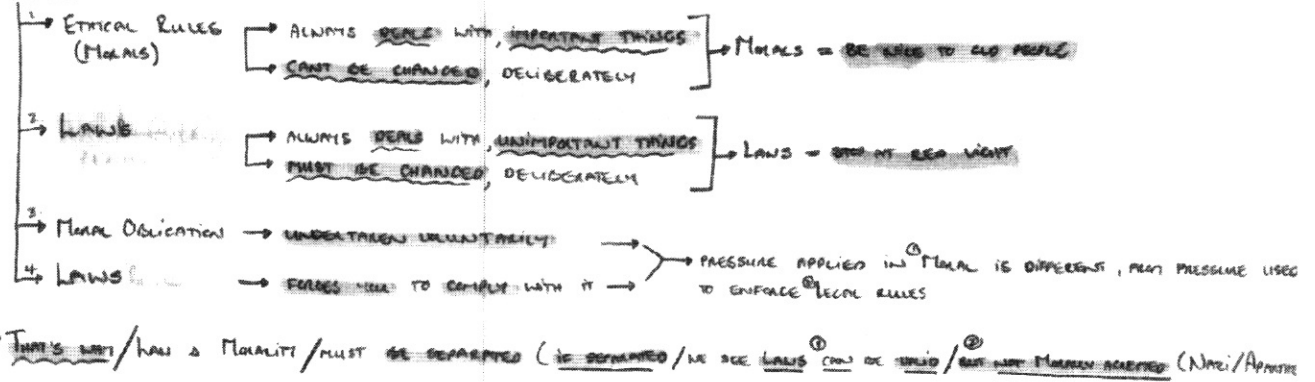 1. → ETHICAL RULES → ALWAYS DEALS WITH, IMPORTANT THINGS
(MORALS) → CANT BE CHANGED, DELIBERATELY → MORALS = BE NICE TO OLD PEOPLE
2. → LAWS → ALWAYS DEALS WITH, UNIMPORTANT THINGS
→ MUST BE CHANGED, DELIBERATELY → LAWS = STOP AT RED LIGHT
3. → MORAL OBLIGATION → UNDERTAKEN VOLUNTARILY →
4. → LAWS → FORCES YOU TO COMPLY WITH IT → → PRESSURE APPLIED IN ① MORAL IS DIFFERENT, FROM PRESSURE USED
TO ENFORCE ② LEGAL RULES
THAT'S WHY / LAW & MORALITY / MUST BE SEPARATED (IF SEPARATED / WE SEE LAWS ① CAN BE VALID / ② BUT NOT MORALLY ACCEPTED (NAZI/